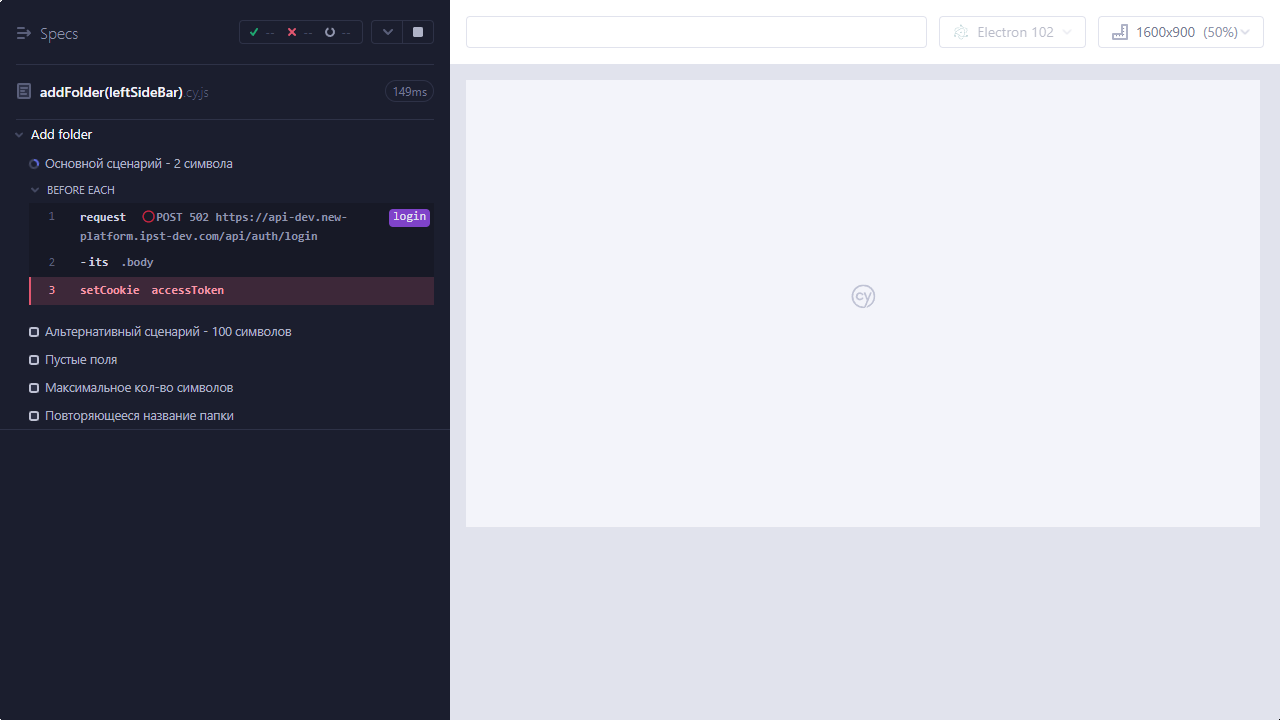 Specs
--
--
--
Electron 102
1600x900 (50%)
addFolder(leftSideBar).cy.js
149ms
Add folder
Основной сценарий - 2 символа
BEFORE EACH
1 request POST 502 https://api-dev.new-
platform.ipst-dev.com/api/auth/login
login
2 -its .body
3 setCookie accessToken
Альтернативный сценарий - 100 символов
Пустые поля
Максимальное кол-во символов
Повторяющееся название папки
cy